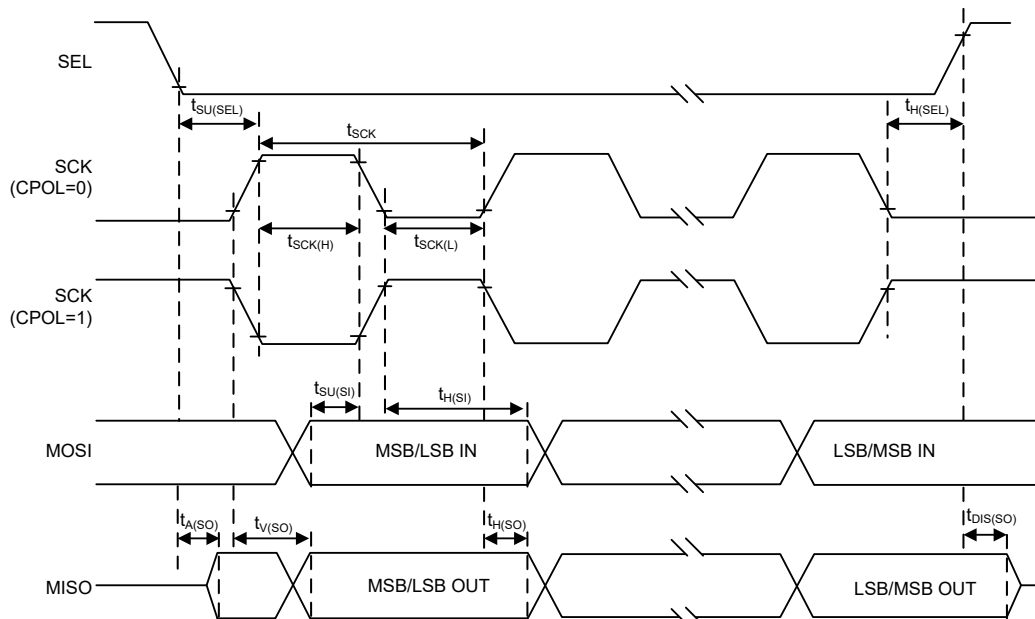 SEL
tSU(SEL)
tSCK
tH(SEL)
SCK
(CPOL=0)
tSCK(H)
tSCK(L)
SCK
(CPOL=1)
tSU(SI)
tH(SI)
MOSI
MSB/LSB IN
LSB/MSB IN
tA(SO)
tV(SO)
tH(SO)
tDIS(SO)
MISO
MSB/LSB OUT
LSB/MSB OUT